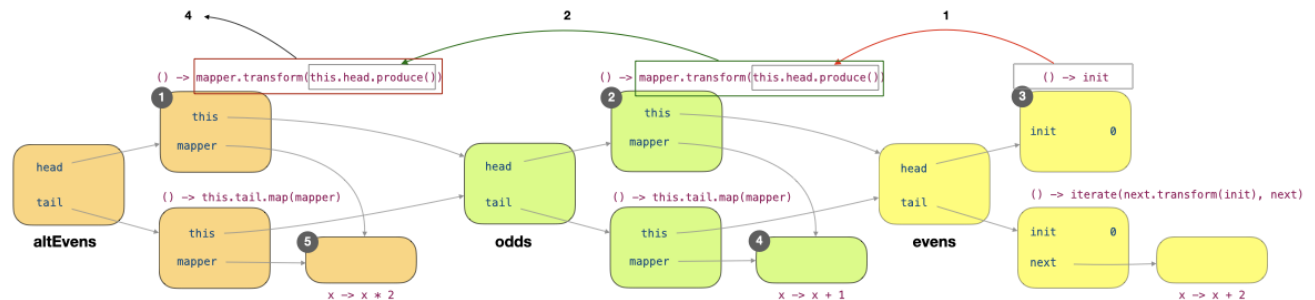 4
2
1
() -> mapper.transform(this.head.produce())
() -> mapper.transform(this.head.produce())
() -> init
1
this
mapper
2
this
mapper
3
init 0
head
tail
altEvens
head
tail
odds
head
tail
evens
() -> this.tail.map(mapper)
this
mapper
5
x -> x * 2
() -> this.tail.map(mapper)
this
mapper
4
x -> x + 1
() -> iterate(next.transform(init), next)
init 0
next
x -> x + 2